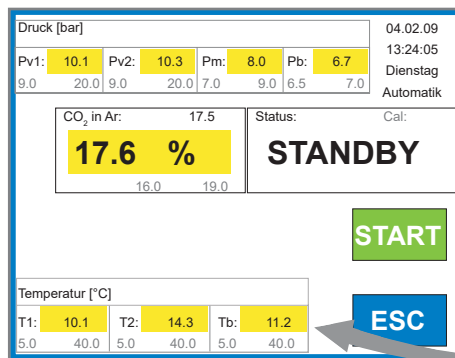 Druck [bar]
04.02.09
13:24:05
Pv1: 10.1 Pv2: 10.3 Pm: 8.0 Pb: 6.7
Dienstag
9.0 20.0 9.0 20.0 7.0 9.0 6.5 7.0
Automatik
CO2 in Ar: 17.5 Status: Cal:
17.6 % STANDBY
16.0 19.0
START
Temperatur [°C]
T1: 10.1 T2: 14.3 Tb: 11.2
5.0 40.0 5.0 40.0 5.0 40.0
ESC